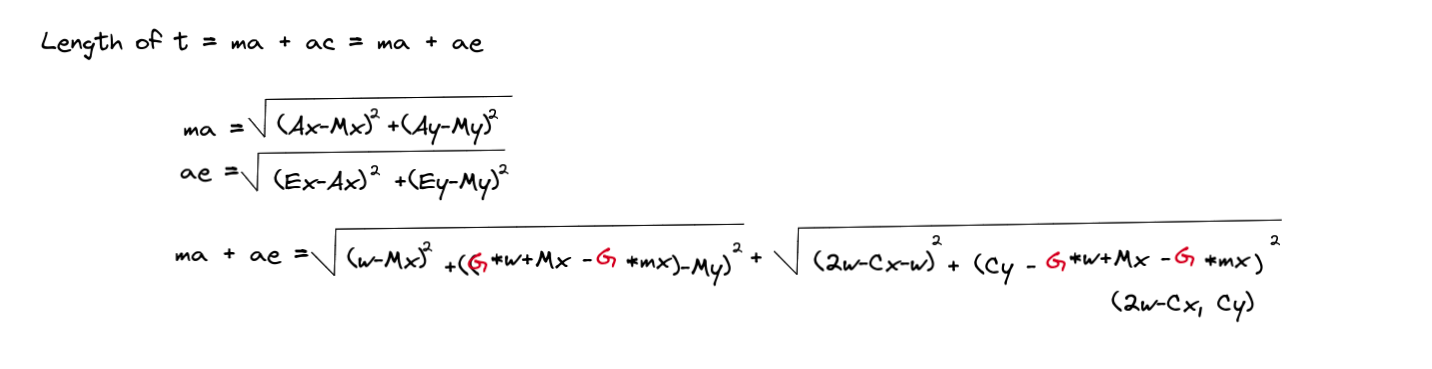 Length of t = ma + ac = ma + ae
ma = √(Ax-Mx)² +(Ay-My)²
ae = √(Ex-Ax)² +(Ey-My)²
ma + ae = √(w-Mx)² +(G*w+Mx -G *mx)-My)² + √(2w-Cx-w)² + (Cy - G*w+Mx -G *mx)²
(2w-Cx, Cy)